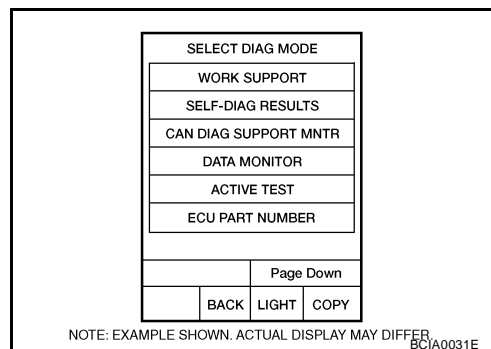 SELECT DIAG MODE
WORK SUPPORT
SELF-DIAG RESULTS
CAN DIAG SUPPORT MNTR
DATA MONITOR
ACTIVE TEST
ECU PART NUMBER
Page Down
BACK LIGHT COPY
NOTE: EXAMPLE SHOWN. ACTUAL DISPLAY MAY DIFFER.
BCIA0031E